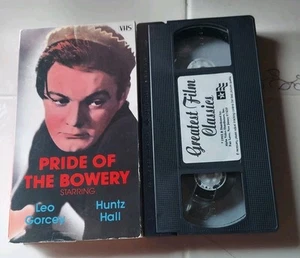 VHS
PRIDE OF
THE BOWERY
STARRING
Leo Huntz
Gorcey Hall
Greatest Film
Classics